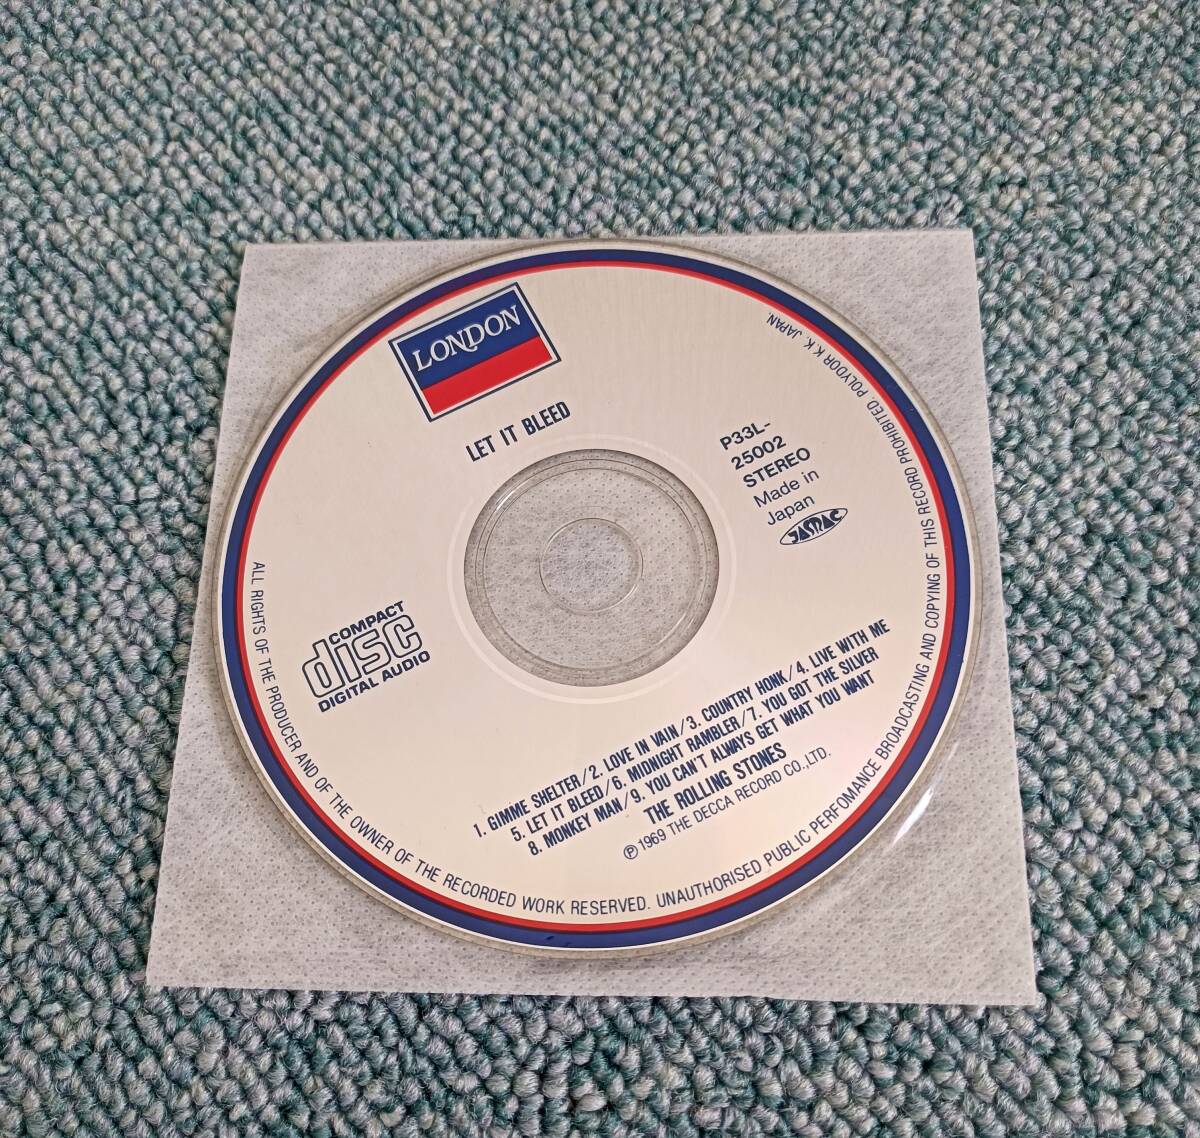 LONDON
LET IT BLEED
P33L-
25002
STEREO
Made in
Japan
JASRAC
COMPACT
disc
DIGITAL AUDIO
1. GIMME SHELTER/2. LOVE IN VAIN/3. COUNTRY HONK/4. LIVE WITH ME
5. LET IT BLEED/6. MIDNIGHT RAMBLER/7. YOU GOT THE SILVER
8. MONKEY MAN/9. YOU CAN'T ALWAYS GET WHAT YOU WANT
THE ROLLING STONES
℗ 1969 THE DECCA RECORD CO.,LTD.
ALL RIGHTS OF THE PRODUCER AND OF THE OWNER OF THE RECORDED WORK RESERVED. UNAUTHORISED PUBLIC PERFOMANCE BROADCASTING AND COPYING OF THIS RECORD PROHIBITED. POLYDOR K.K. JAPAN.